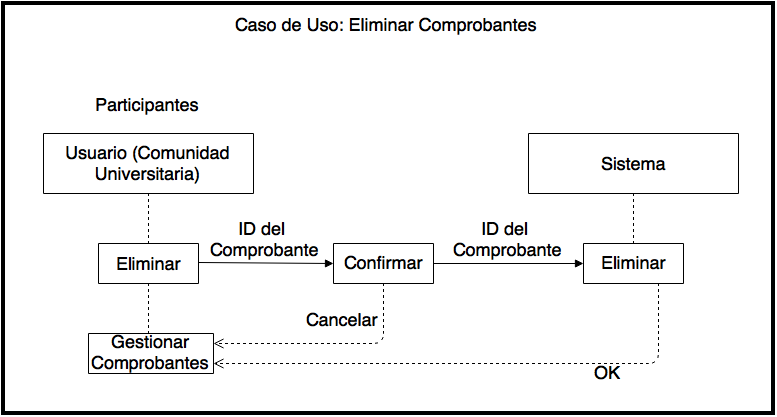 Caso de Uso: Eliminar Comprobantes
Participantes
Usuario (Comunidad
Universitaria)
Sistema
ID del
Comprobante
ID del
Comprobante
Eliminar
Confirmar
Eliminar
Cancelar
Gestionar
Comprobantes
OK